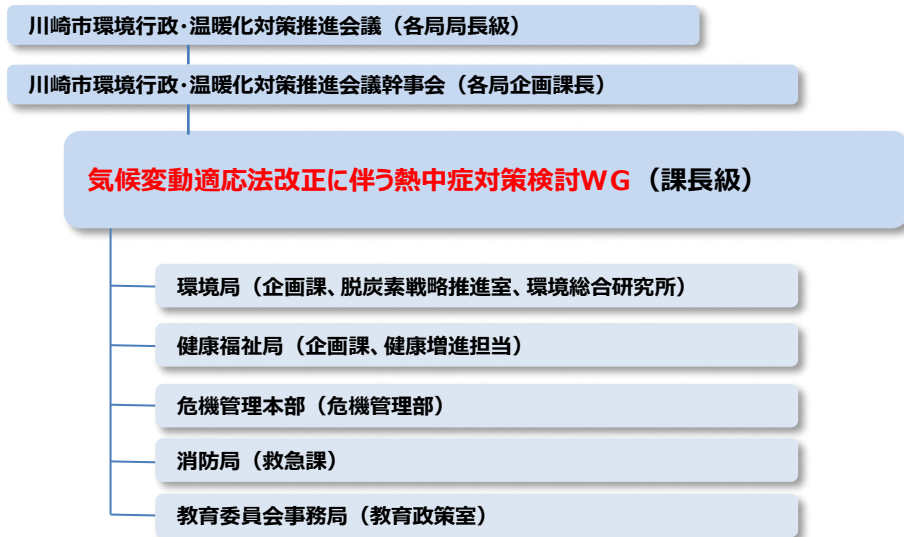 川崎市環境行政・温暖化対策推進会議（各局局長級）
川崎市環境行政・温暖化対策推進会議幹事会（各局企画課長）
気候変動適応法改正に伴う熱中症対策検討ＷＧ（課長級）
環境局（企画課、脱炭素戦略推進室、環境総合研究所）
健康福祉局（企画課、健康増進担当）
危機管理本部（危機管理部）
消防局（救急課）
教育委員会事務局（教育政策室）